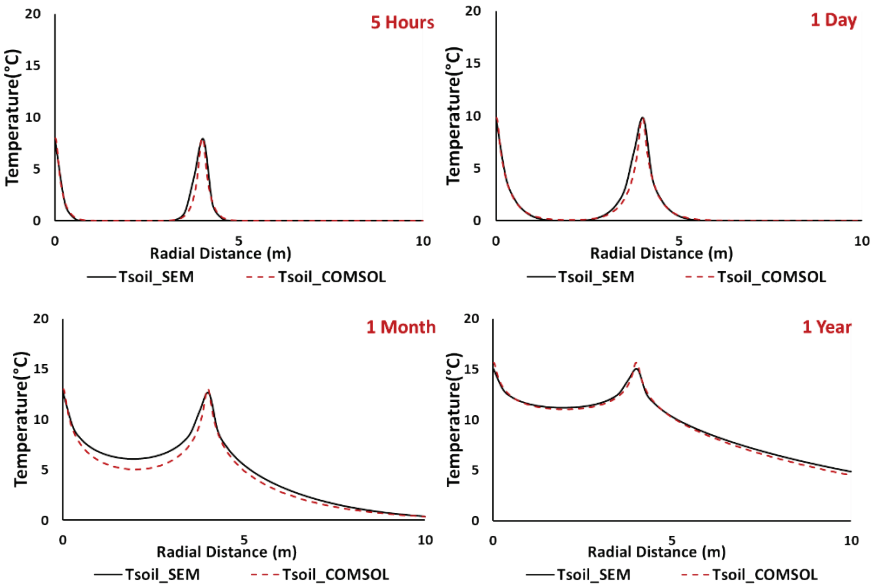 5 Hours
Temperature(°C)
20
15
10
5
0
0 5 10
Radial Distance (m)
Tsoil_SEM Tsoil_COMSOL
1 Day
Temperature(°C)
20
15
10
5
0
0 5 10
Radial Distance (m)
Tsoil_SEM Tsoil_COMSOL
1 Month
Temperature(°C)
20
15
10
5
0
0 5 10
Radial Distance (m)
Tsoil_SEM Tsoil_COMSOL
1 Year
Temperature(°C)
20
15
10
5
0
0 5 10
Radial Distance (m)
Tsoil_SEM Tsoil_COMSOL